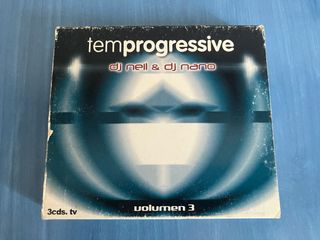 temprogressive
dj neil & dj nano
3cds. tv
volumen 3